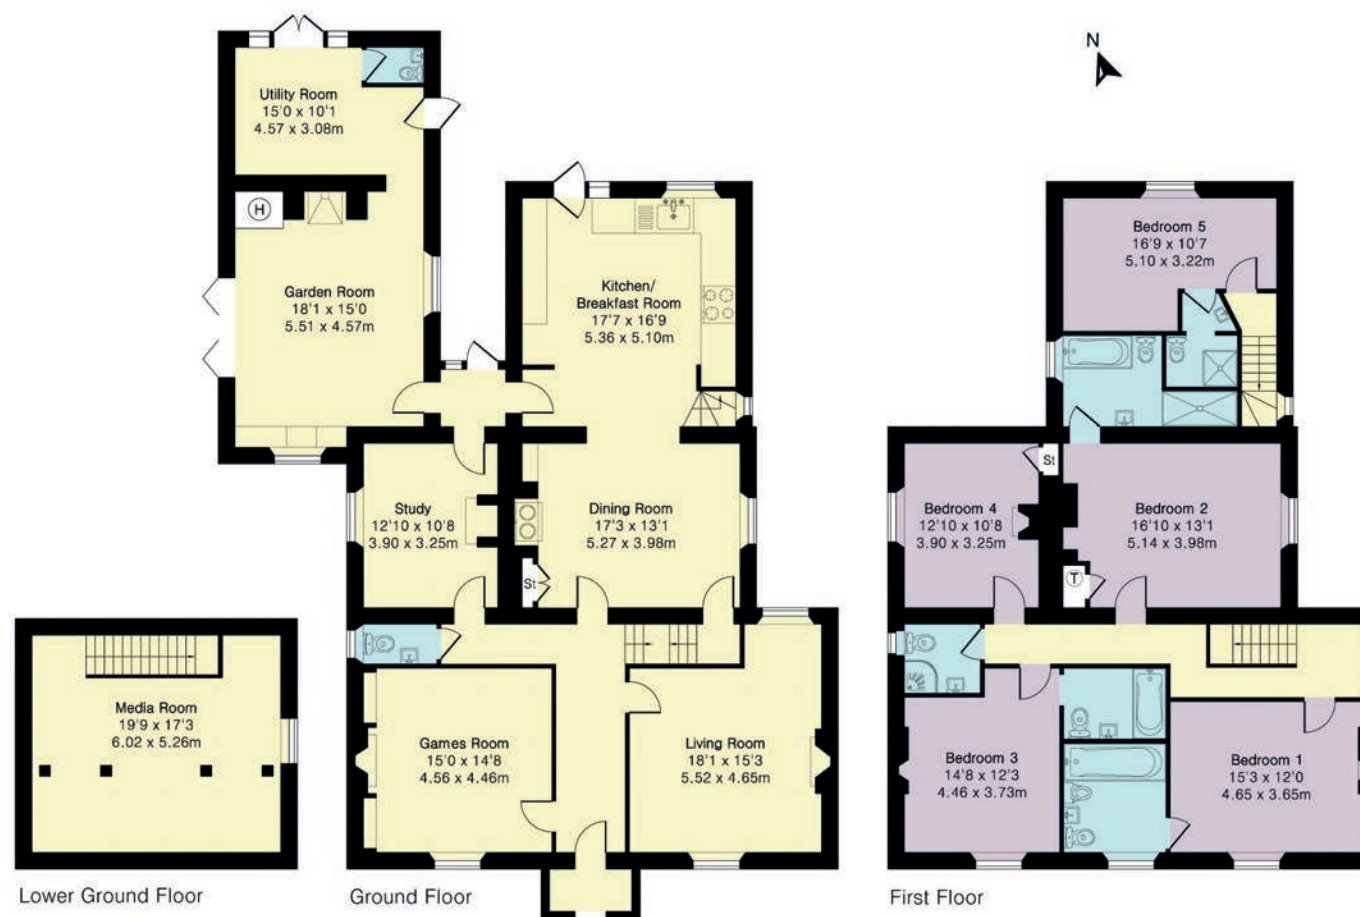 N
Utility Room
15'0 x 10'1
4.57 x 3.08m
H
Garden Room
18'1 x 15'0
5.51 x 4.57m
Kitchen/
Breakfast Room
17'7 x 16'9
5.36 x 5.10m
Study
12'10 x 10'8
3.90 x 3.25m
Dining Room
17'3 x 13'1
5.27 x 3.98m
St
Games Room
15'0 x 14'8
4.56 x 4.46m
Living Room
18'1 x 15'3
5.52 x 4.65m
Media Room
19'9 x 17'3
6.02 x 5.26m
Lower Ground Floor
Ground Floor
Bedroom 5
16'9 x 10'7
5.10 x 3.22m
St
Bedroom 4
12'10 x 10'8
3.90 x 3.25m
Bedroom 2
16'10 x 13'1
5.14 x 3.98m
T
Bedroom 3
14'8 x 12'3
4.46 x 3.73m
Bedroom 1
15'3 x 12'0
4.65 x 3.65m
First Floor